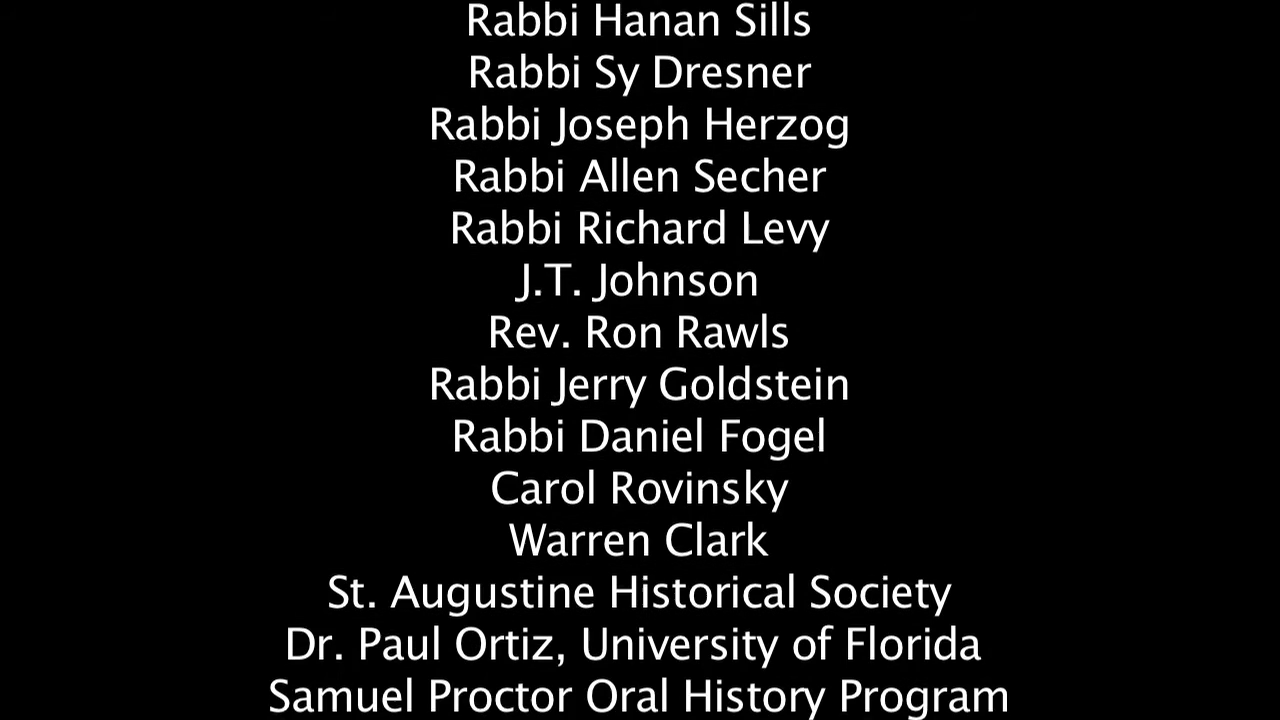 Rabbi Hanan Sills
Rabbi Sy Dresner
Rabbi Joseph Herzog
Rabbi Allen Secher
Rabbi Richard Levy
J.T. Johnson
Rev. Ron Rawls
Rabbi Jerry Goldstein
Rabbi Daniel Fogel
Carol Rovinsky
Warren Clark
St. Augustine Historical Society
Dr. Paul Ortiz, University of Florida
Samuel Proctor Oral History Program